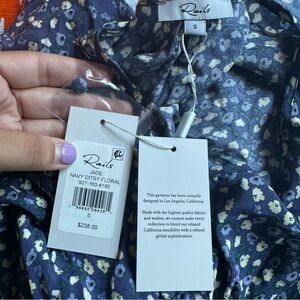 Rails
S
Rails
JADE
NAVY DITSY FLORAL
927-160-4195
S
$238.00
This garment has been uniquely
designed in Los Angeles, California.
Made with the highest quality fabrics
and washes, we custom make every
collection to blend our relaxed
California sensibility with a refined
global sophistication.